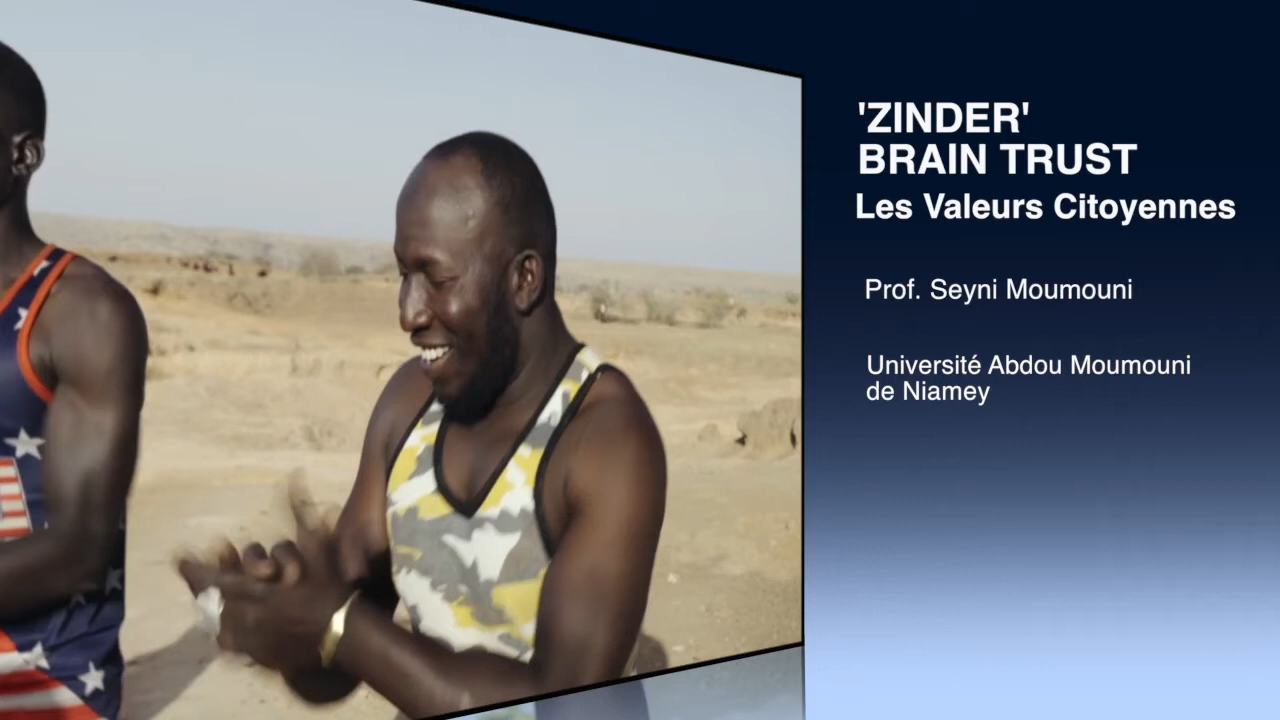 'ZINDER'
BRAIN TRUST
Les Valeurs Citoyennes
Prof. Seyni Moumouni
Université Abdou Moumouni
de Niamey